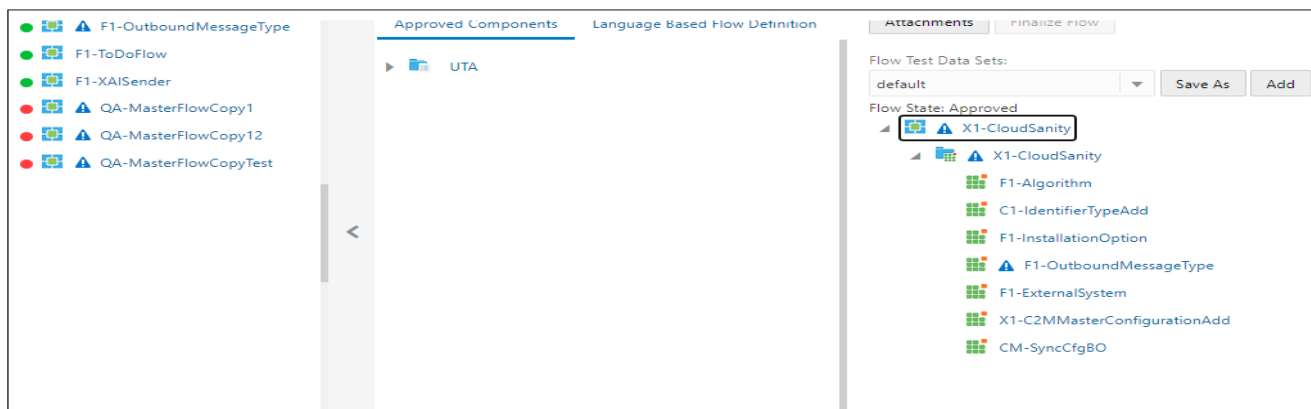 F1-OutboundMessageType
F1-ToDoFlow
F1-XAISender
QA-MasterFlowCopy1
QA-MasterFlowCopy12
QA-MasterFlowCopyTest
Approved Components
Language Based Flow Definition
UTA
Attachments
Finalize Flow
Flow Test Data Sets:
default
Save As
Add
Flow State: Approved
X1-CloudSanity
X1-CloudSanity
F1-Algorithm
C1-IdentifierTypeAdd
F1-InstallationOption
F1-OutboundMessageType
F1-ExternalSystem
X1-C2MMasterConfigurationAdd
CM-SyncCfgBO